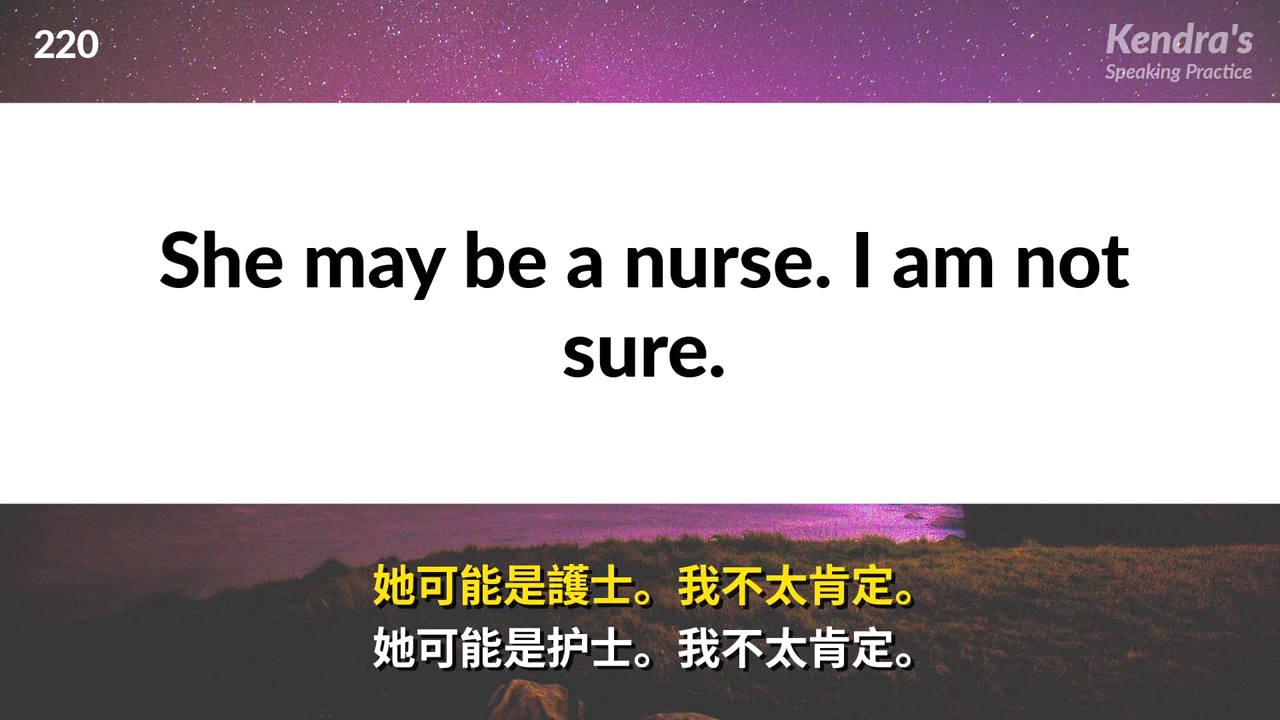 220
Kendra's
Speaking Practice
She may be a nurse. I am not
sure.
她可能是護士。我不太肯定。
她可能是护士。我不太肯定。